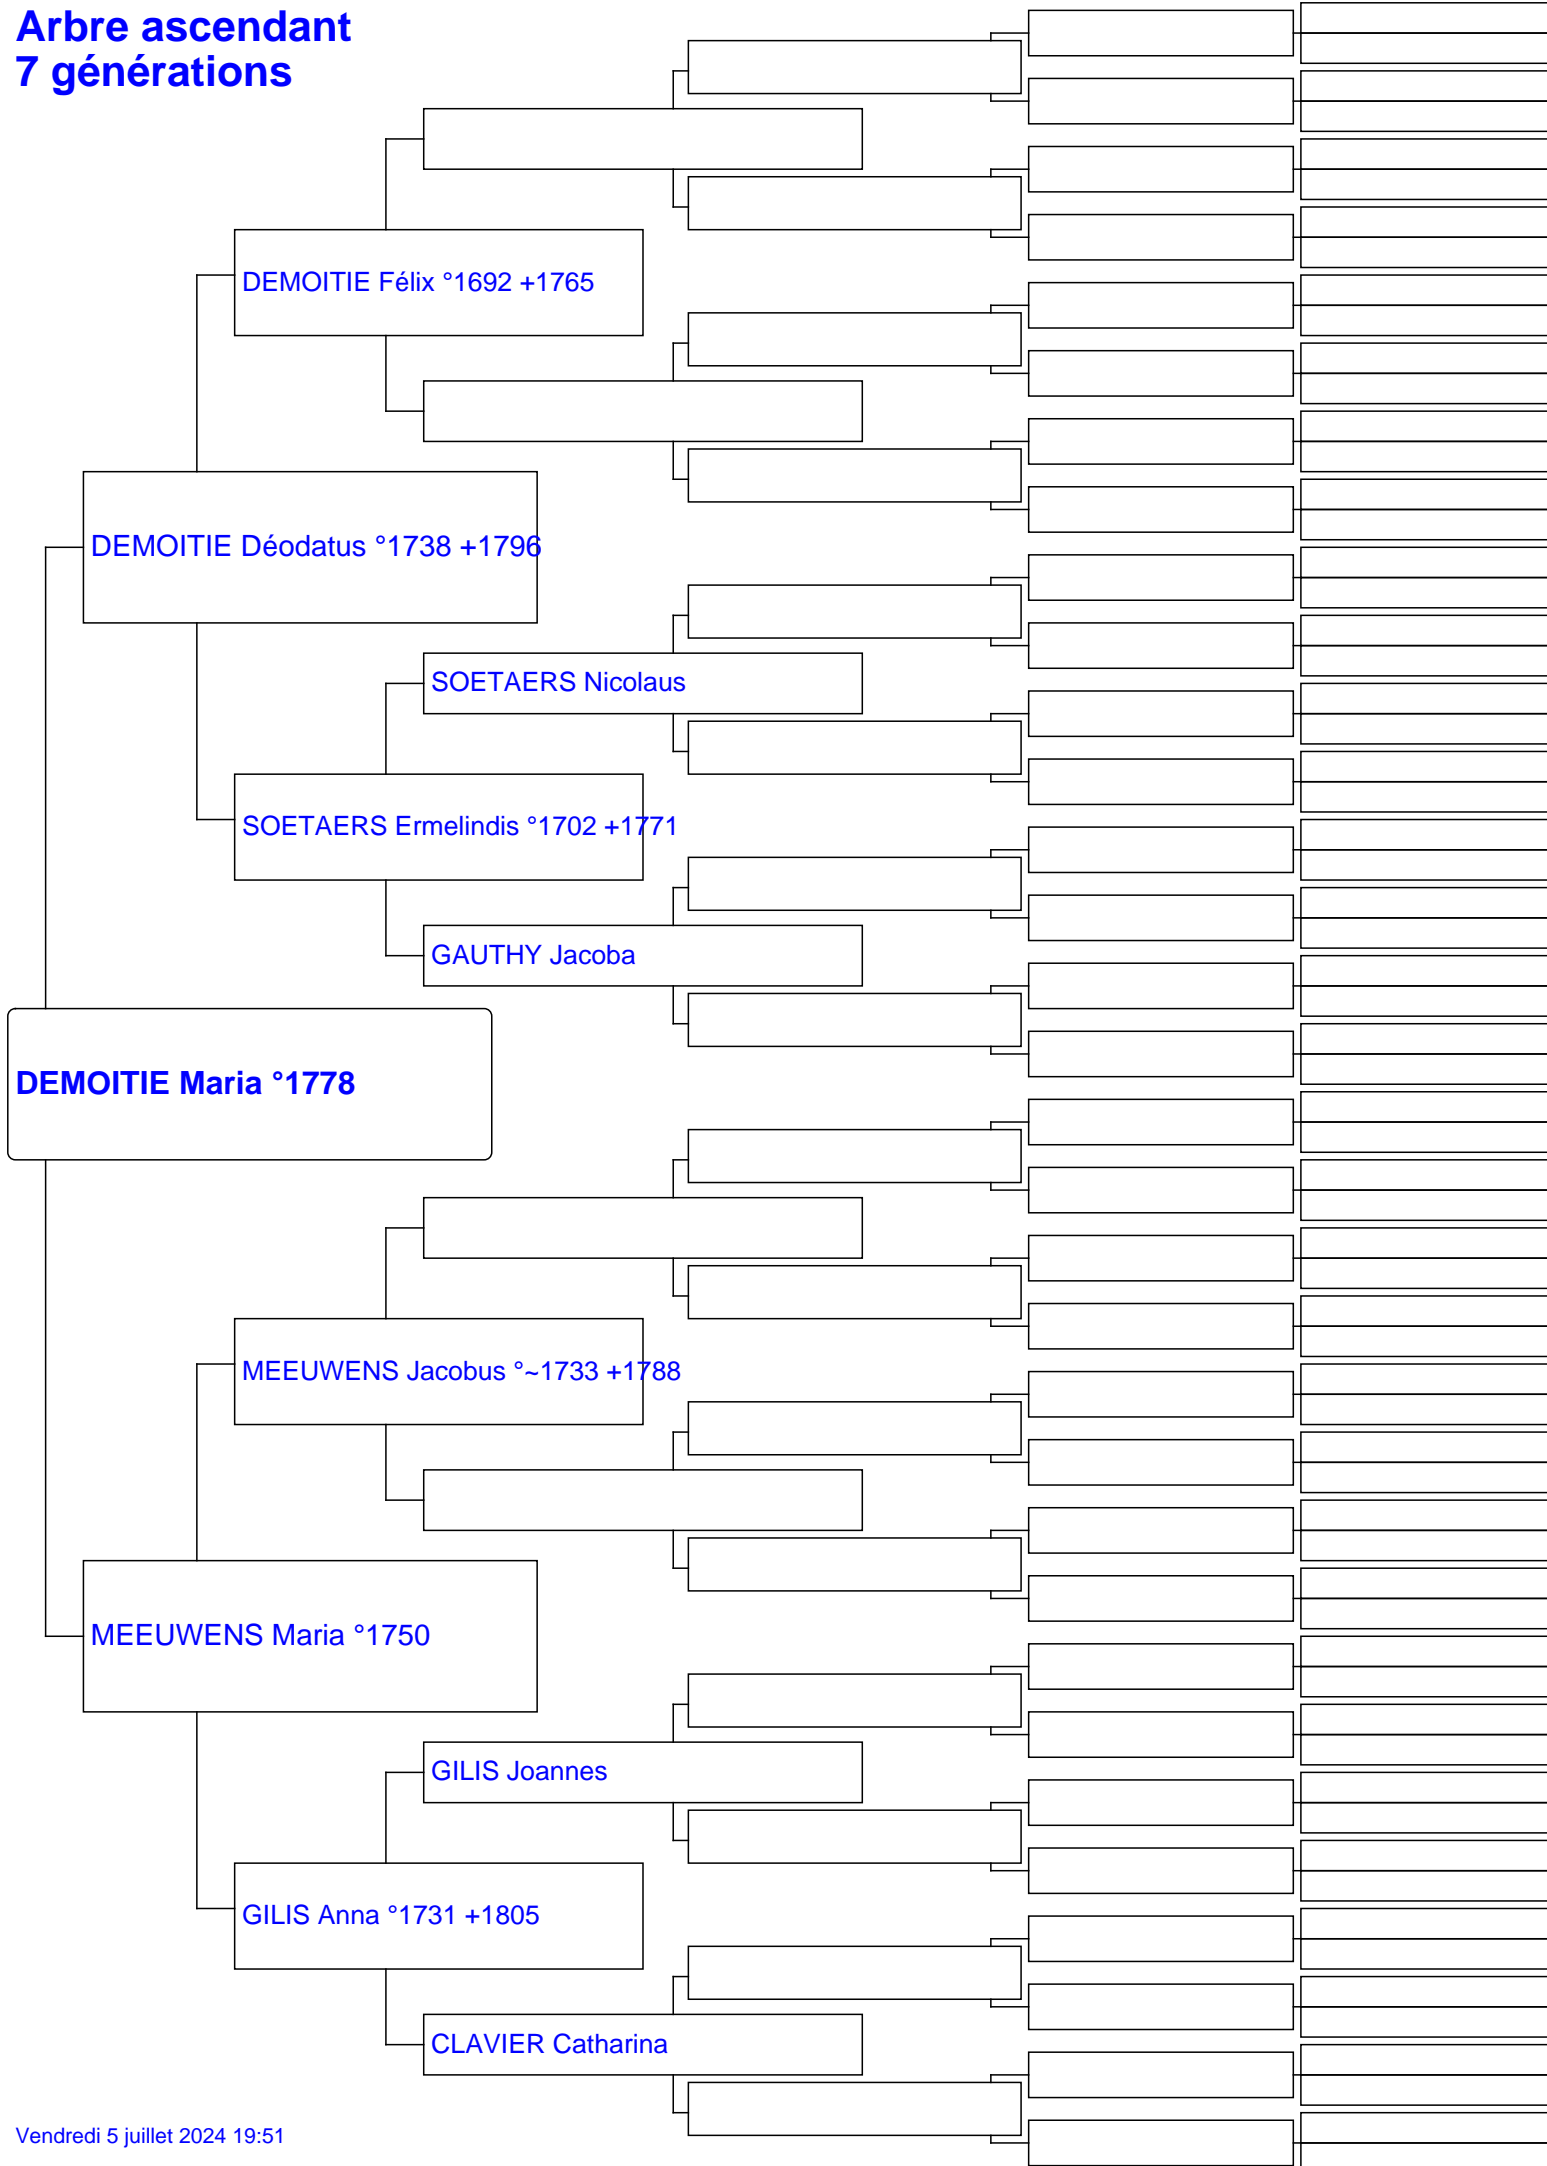 Arbre ascendant
7 générations
DEMOITIE Félix °1692 +1765
DEMOITIE Déodatus °1738 +1796
SOETAERS Nicolaus
SOETAERS Ermelindis °1702 +1771
GAUTHY Jacoba
DEMOITIE Maria °1778
MEEUWENS Jacobus °~1733 +1788
MEEUWENS Maria °1750
GILIS Joannes
GILIS Anna °1731 +1805
CLAVIER Catharina
Vendredi 5 juillet 2024 19:51